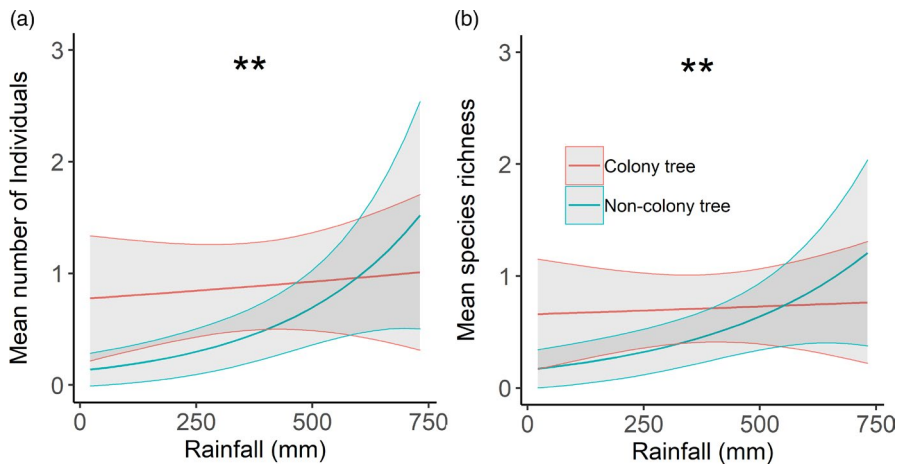 (a)
**
Mean number of Individuals
3
2
1
0
0 250 500 750
Rainfall (mm)
(b)
**
Mean species richness
3
2
1
0
Colony tree
Non-colony tree
0 250 500 750
Rainfall (mm)